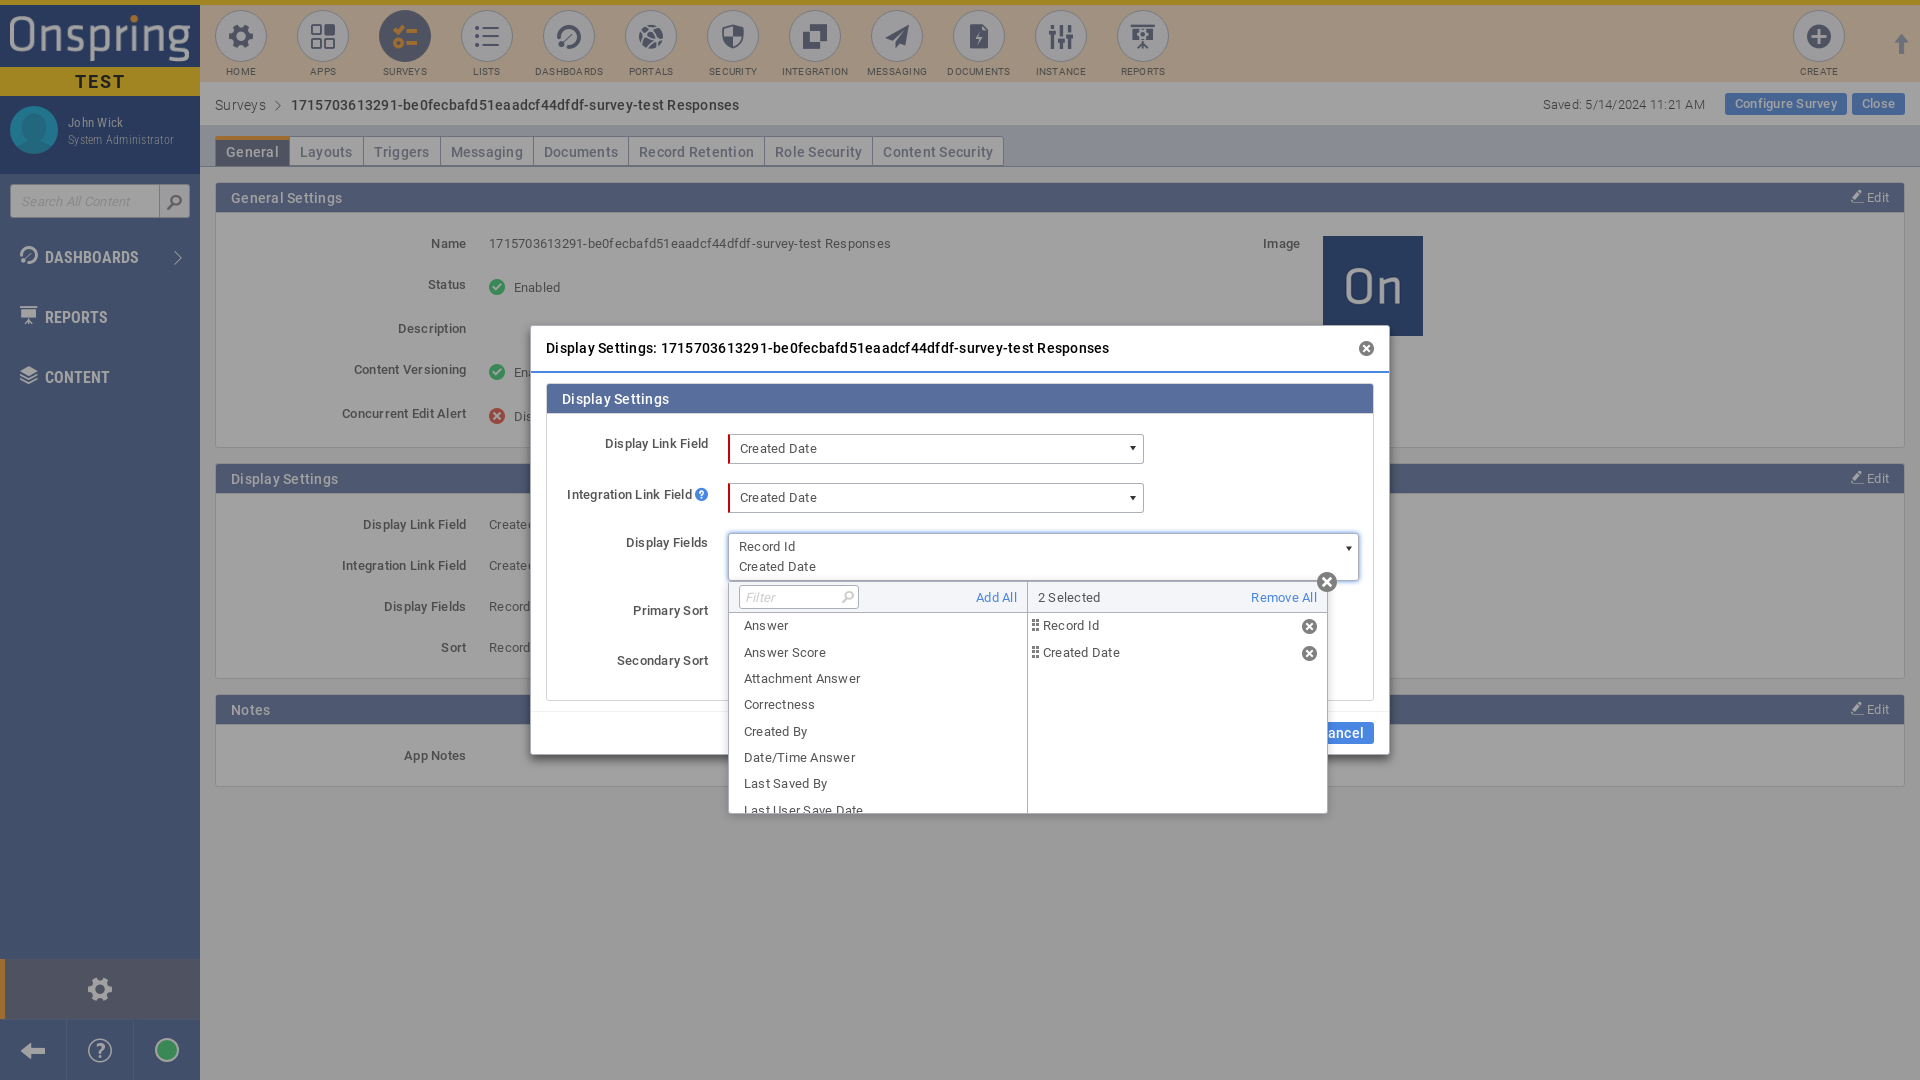 Onspring
TEST
John Wick
System Administrator
Search All Content
DASHBOARDS
REPORTS
CONTENT
HOME
APPS
SURVEYS
LISTS
DASHBOARDS
PORTALS
SECURITY
INTEGRATION
MESSAGING
DOCUMENTS
INSTANCE
REPORTS
CREATE
Surveys
1715703613291-be0fecbafd51eaadcf44dfdf-survey-test Responses
Saved: 5/14/2024 11:21 AM
Configure Survey
Close
General
Layouts
Triggers
Messaging
Documents
Record Retention
Role Security
Content Security
General Settings
Edit
Name
1715703613291-be0fecbafd51eaadcf44dfdf-survey-test Responses
Image
On
Status
Enabled
Description
Content Versioning
Ena
Concurrent Edit Alert
Dis
Display Settings
Edit
Display Link Field
Created
Integration Link Field
Created
Display Fields
Record
Sort
Record
Notes
Edit
App Notes
Display Settings: 1715703613291-be0fecbafd51eaadcf44dfdf-survey-test Responses
Display Settings
Display Link Field
Created Date
Integration Link Field ?
Created Date
Display Fields
Record Id
Created Date
Primary Sort
Secondary Sort
Filter
Add All
2 Selected
Remove All
Answer
Answer Score
Attachment Answer
Correctness
Created By
Date/Time Answer
Last Saved By
Last User Save Date
Record Id
Created Date
ancel